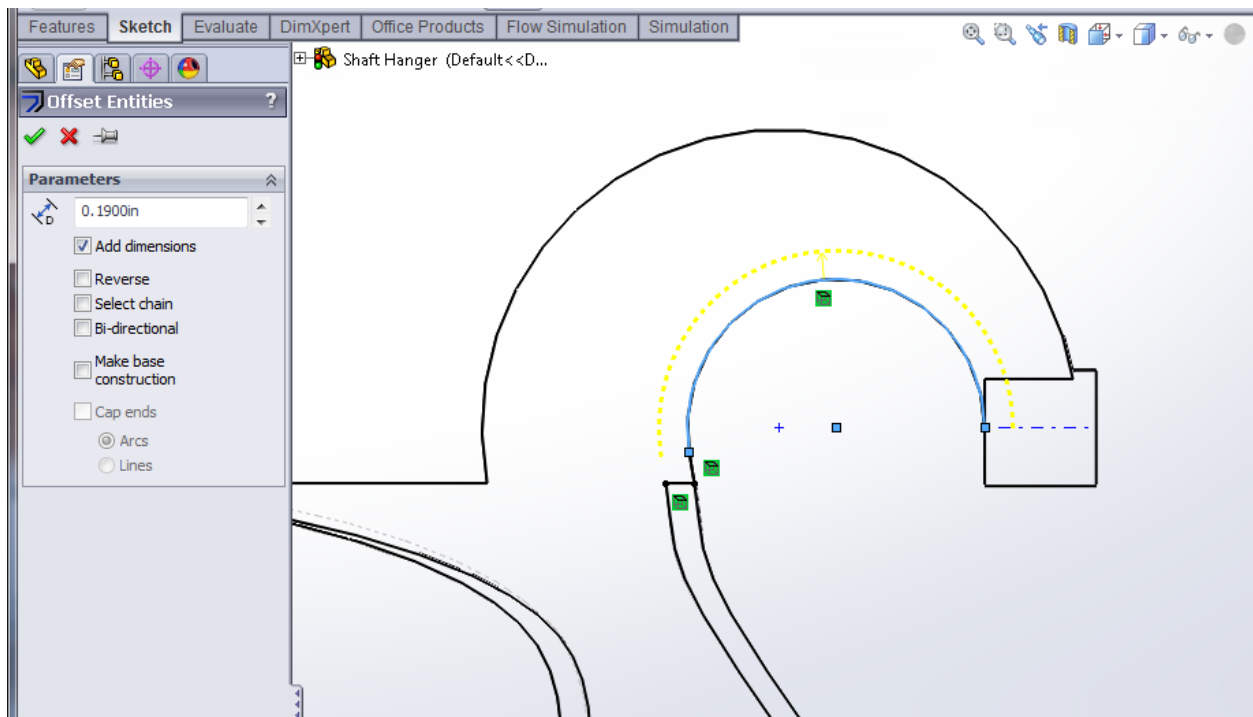 Features Sketch Evaluate DimXpert Office Products Flow Simulation Simulation
Shaft Hanger (Default<<D...
Offset Entities ?
Parameters
D 0.1900in
Add dimensions
Reverse
Select chain
Bi-directional
Make base
construction
Cap ends
Arcs
Lines